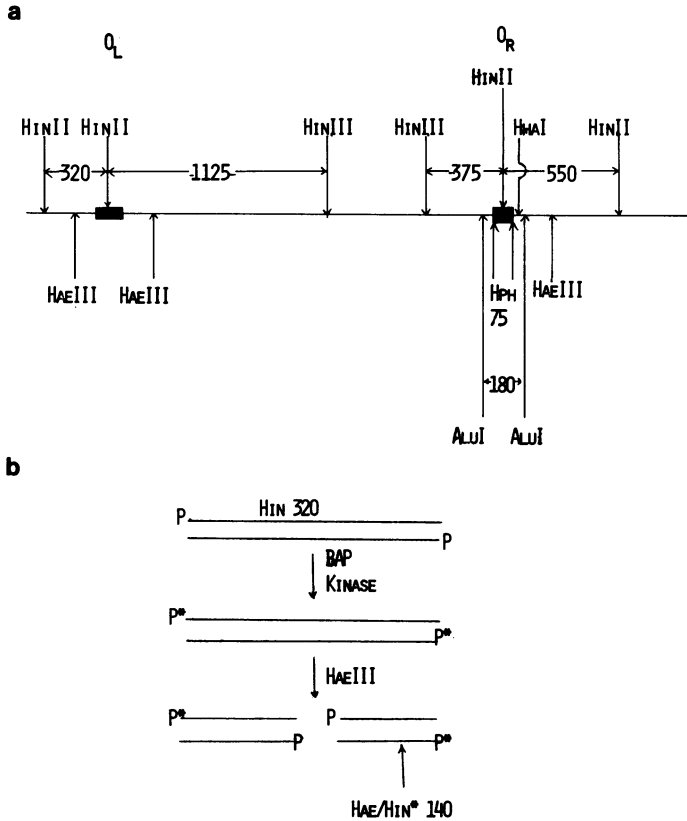 a
OL OR
HINII
HINII HINII HINIII HINIII HHAI HINII
320 1125 375 550
HAEIII HAEIII HPH HAEIII
75
180
ALUI ALUI
b
P HIN 320
P
BAP
KINASE
P*
P*
HAEIII
P* P
P P*
HAE/HIN* 140